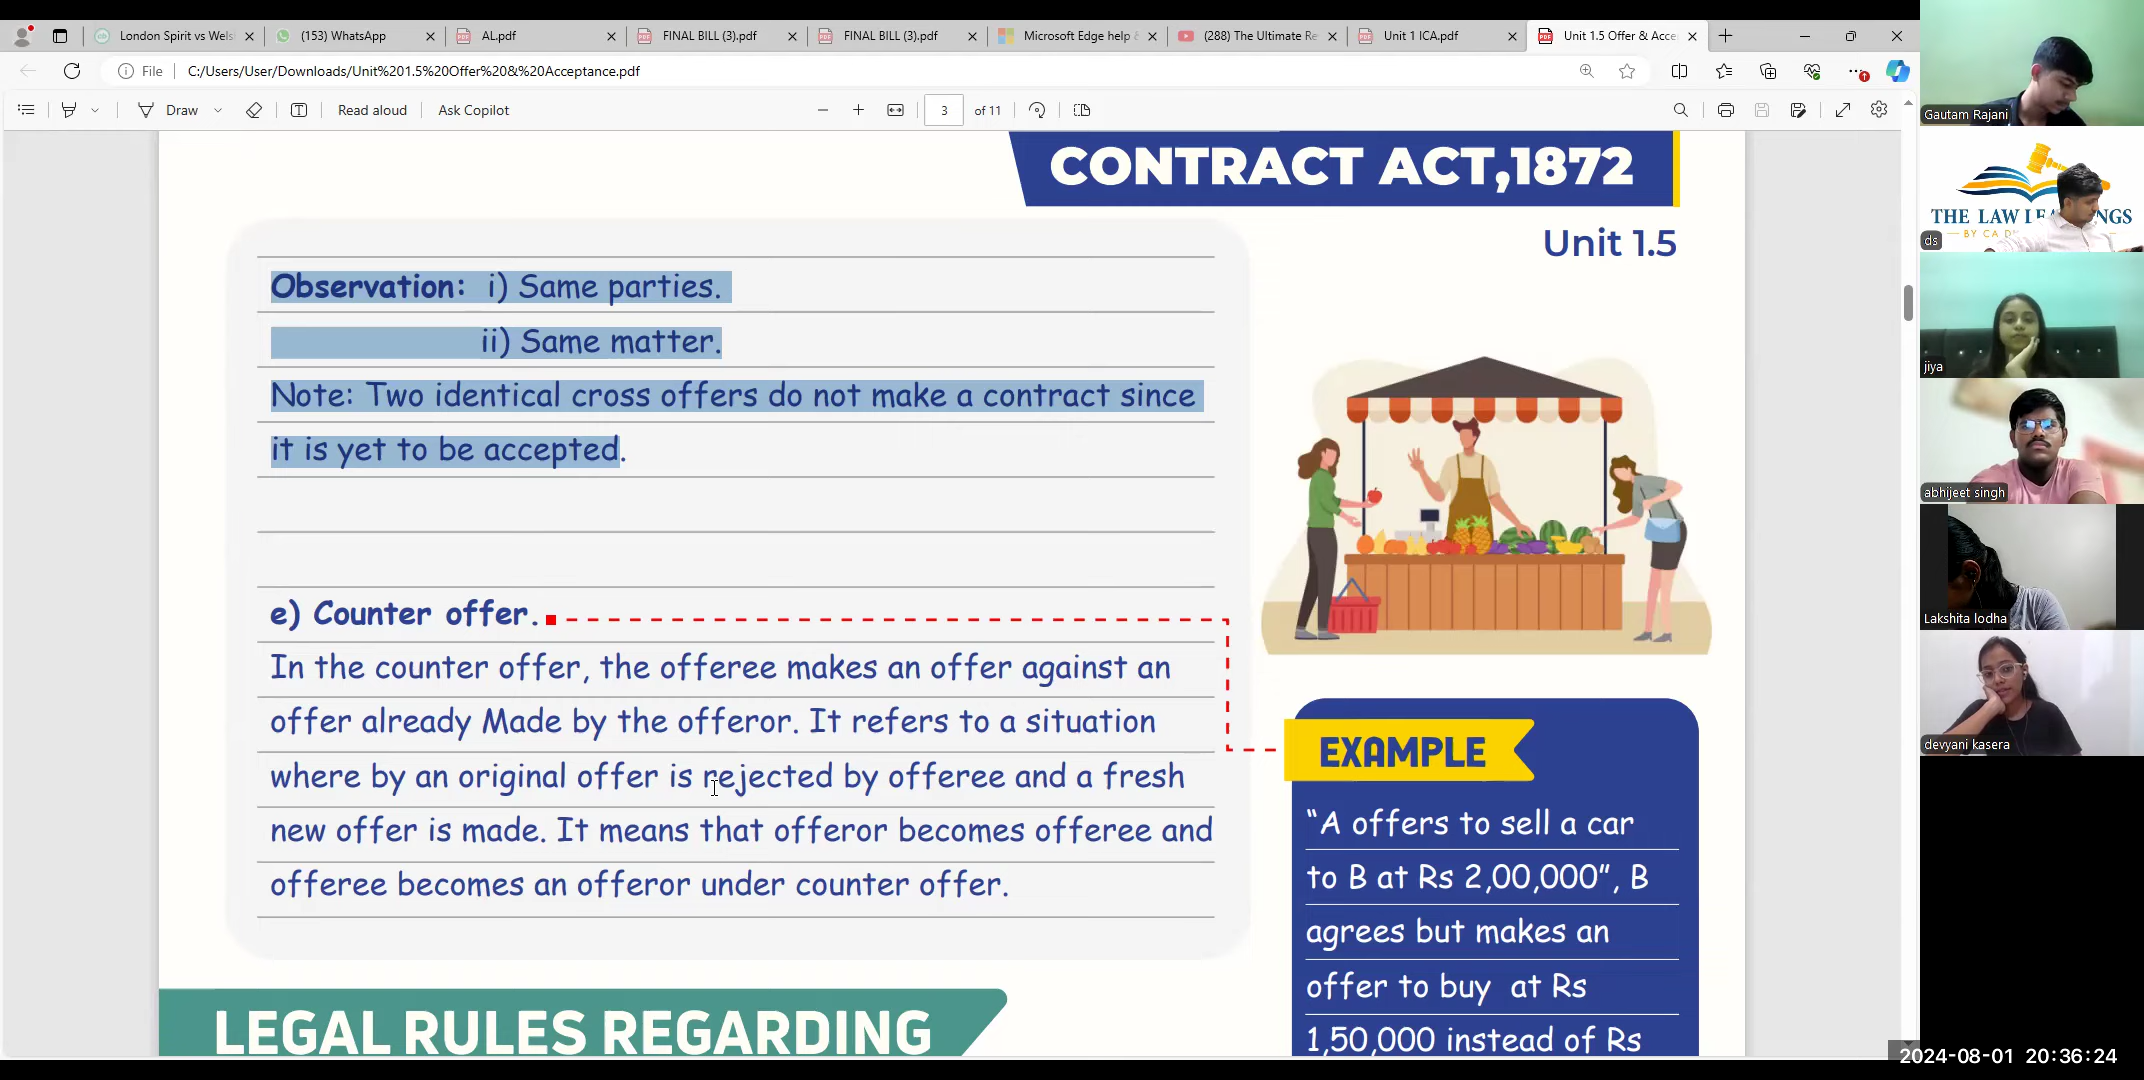 London Spirit vs Wels
(153) WhatsApp
AL.pdf
FINAL BILL (3).pdf
FINAL BILL (3).pdf
Microsoft Edge help &
(288) The Ultimate Re
Unit 1 ICA.pdf
Unit 1.5 Offer & Acce
File
C:/Users/User/Downloads/Unit%201.5%20Offer%20&%20Acceptance.pdf
Draw
Read aloud
Ask Copilot
3
of 11
CONTRACT ACT,1872
Unit 1.5
Observation: i) Same parties.
ii) Same matter.
Note: Two identical cross offers do not make a contract since
it is yet to be accepted.
e) Counter offer.
In the counter offer, the offeree makes an offer against an
offer already Made by the offeror. It refers to a situation
where by an original offer is rejected by offeree and a fresh
new offer is made. It means that offeror becomes offeree and
offeree becomes an offeror under counter offer.
LEGAL RULES REGARDING
EXAMPLE
“A offers to sell a car
to B at Rs 2,00,000”, B
agrees but makes an
offer to buy at Rs
1,50,000 instead of Rs
Gautam Rajani
THE LAW LEA NGS
BY CA D
ds
jiya
abhijeet singh
Lakshita lodha
devyani kasera
2024-08-01 20:36:24